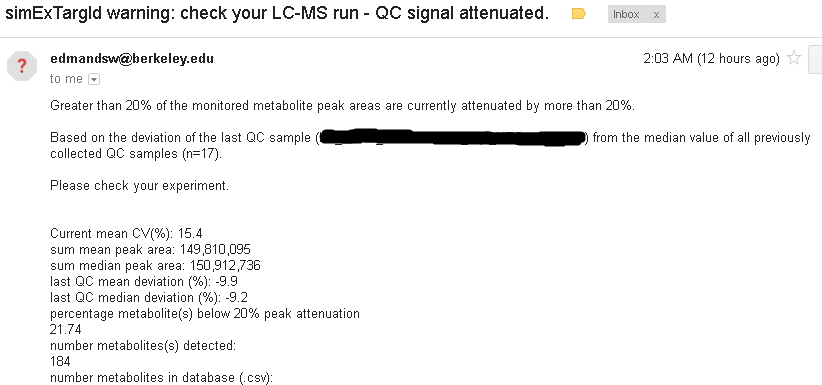 simExTargId warning: check your LC-MS run - QC signal attenuated.
Inbox x
edmandsw@berkeley.edu
2:03 AM (12 hours ago)
to me
Greater than 20% of the monitored metabolite peak areas are currently attenuated by more than 20%.
Based on the deviation of the last QC sample ( ) from the median value of all previously
collected QC samples (n=17).
Please check your experiment.
Current mean CV(%): 15.4
sum mean peak area: 149,810,095
sum median peak area: 150,912,736
last QC mean deviation (%): -9.9
last QC median deviation (%): -9.2
percentage metabolite(s) below 20% peak attenuation
21.74
number metabolites(s) detected:
184
number metabolites in database (.csv):